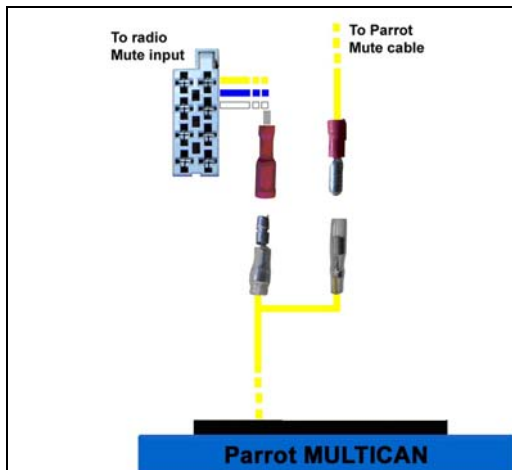 To radio
Mute input
To Parrot
Mute cable
Parrot MULTICAN